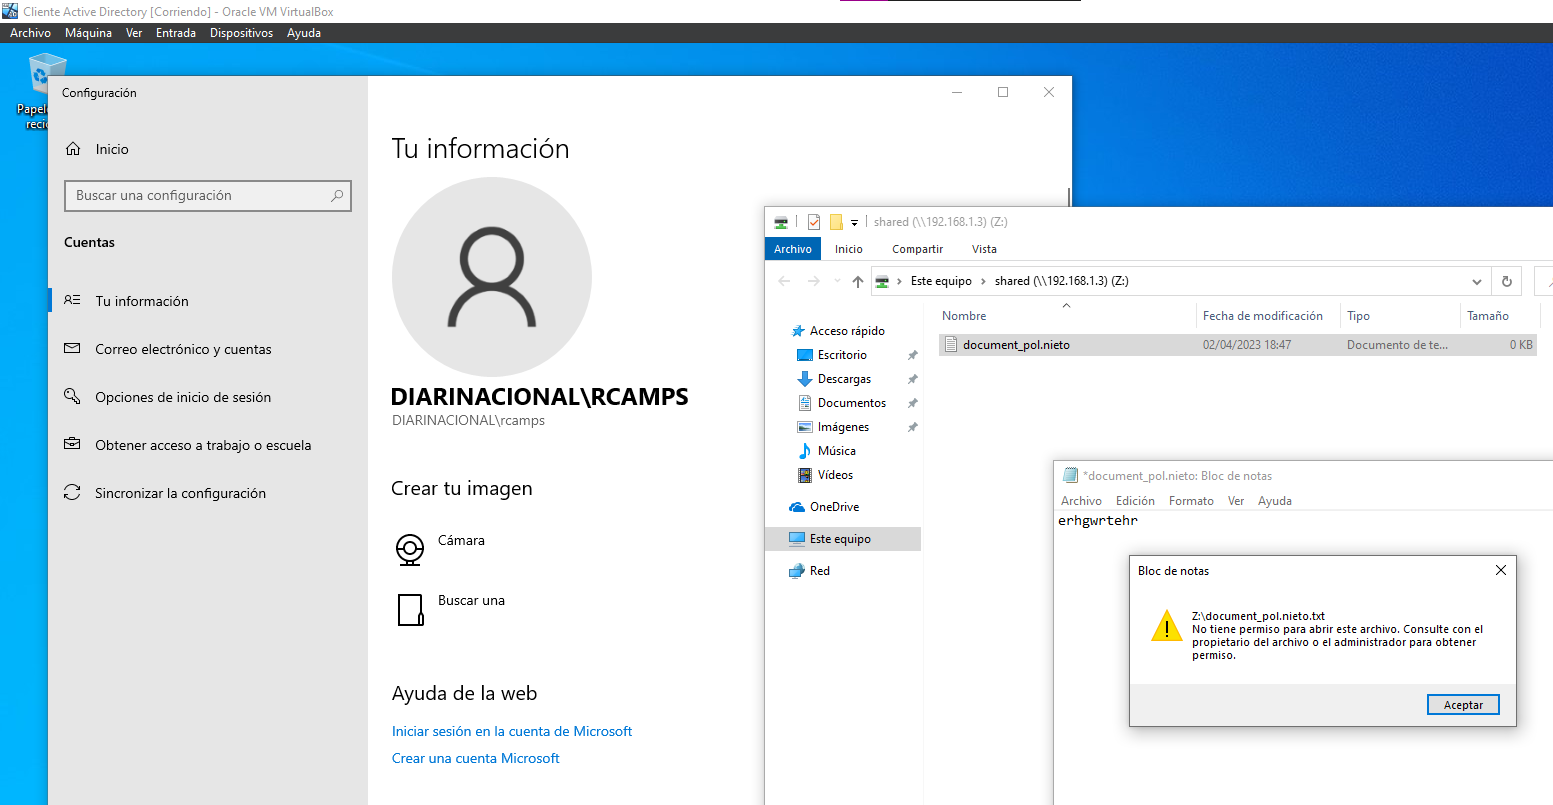 Cliente Active Directory [Corriendo] - Oracle VM VirtualBox
Archivo Máquina Ver Entrada Dispositivos Ayuda
Configuración
Inicio
Buscar una configuración
Cuentas
Tu información
Correo electrónico y cuentas
Opciones de inicio de sesión
Obtener acceso a trabajo o escuela
Sincronizar la configuración
Tu información
DIARINACIONAL\RCAMPS
DIARINACIONAL\rcamps
Crear tu imagen
Cámara
Buscar una
Ayuda de la web
Iniciar sesión en la cuenta de Microsoft
Crear una cuenta Microsoft
shared (\\192.168.1.3) (Z:)
Archivo Inicio Compartir Vista
Este equipo shared (\\192.168.1.3) (Z:)
Acceso rápido
Escritorio
Descargas
Documentos
Imágenes
Música
Vídeos
OneDrive
Este equipo
Red
Nombre Fecha de modificación Tipo Tamaño
document_pol.nieto 02/04/2023 18:47 Documento de te... 0 KB
*document_pol.nieto: Bloc de notas
Archivo Edición Formato Ver Ayuda
erhgwrtehr
Bloc de notas
Z:\document_pol.nieto.txt
No tiene permiso para abrir este archivo. Consulte con el
propietario del archivo o el administrador para obtener
permiso.
Aceptar